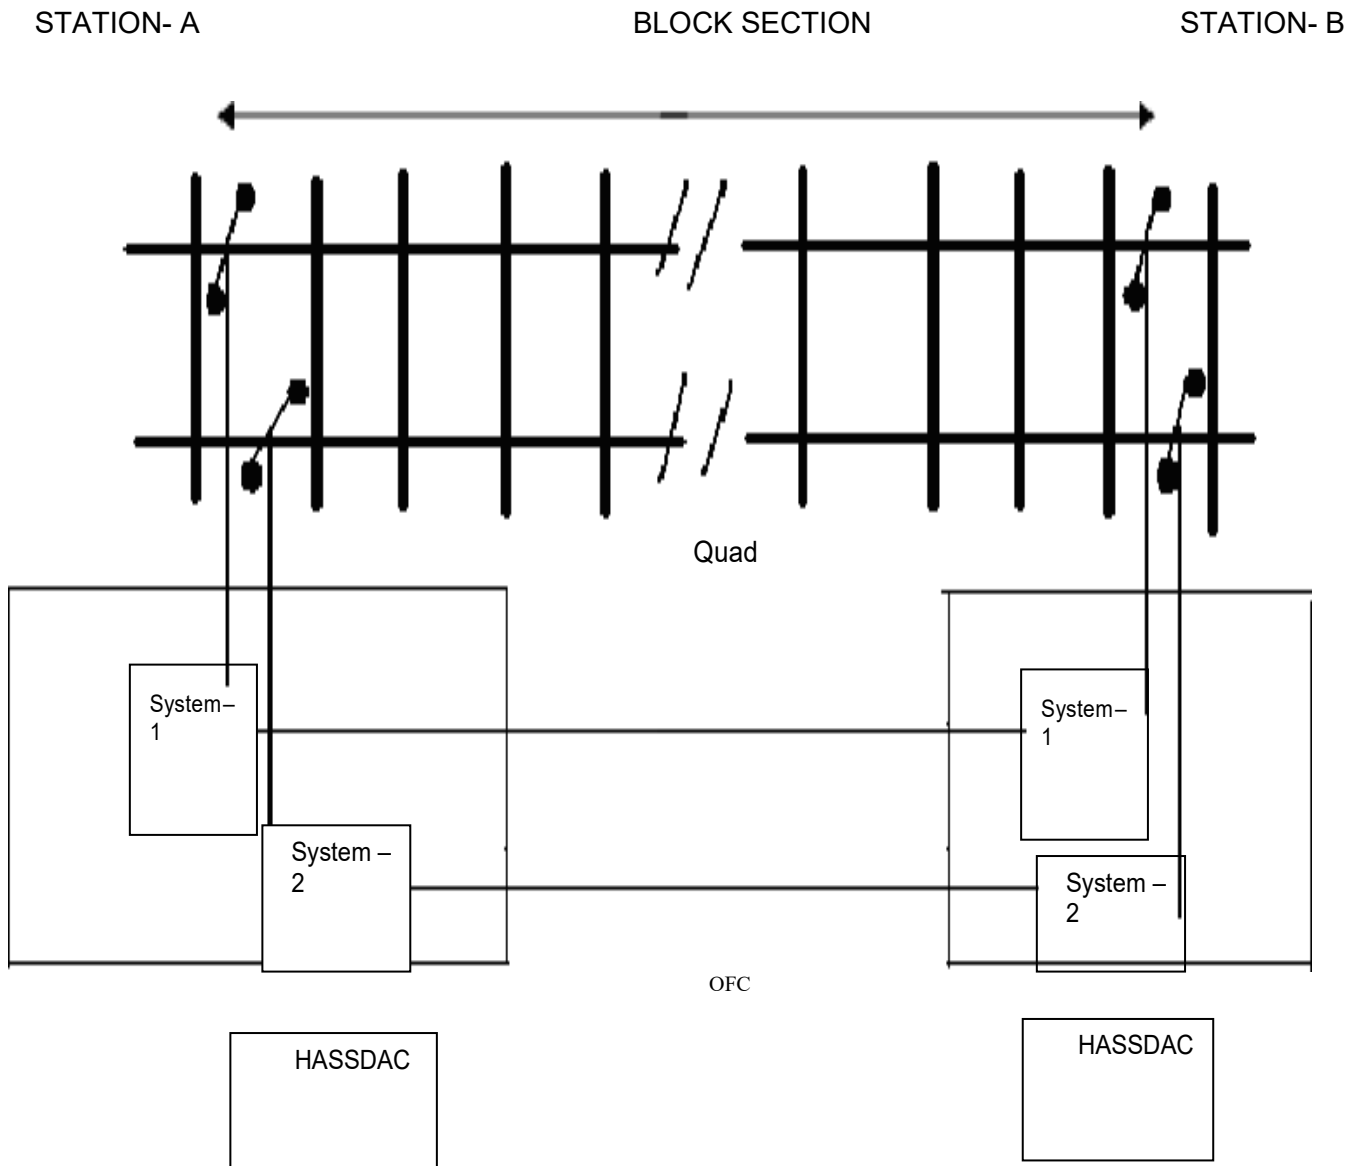 STATION- A
BLOCK SECTION
STATION- B
Quad
System–
1
System–
1
System –
2
System –
2
OFC
HASSDAC
HASSDAC